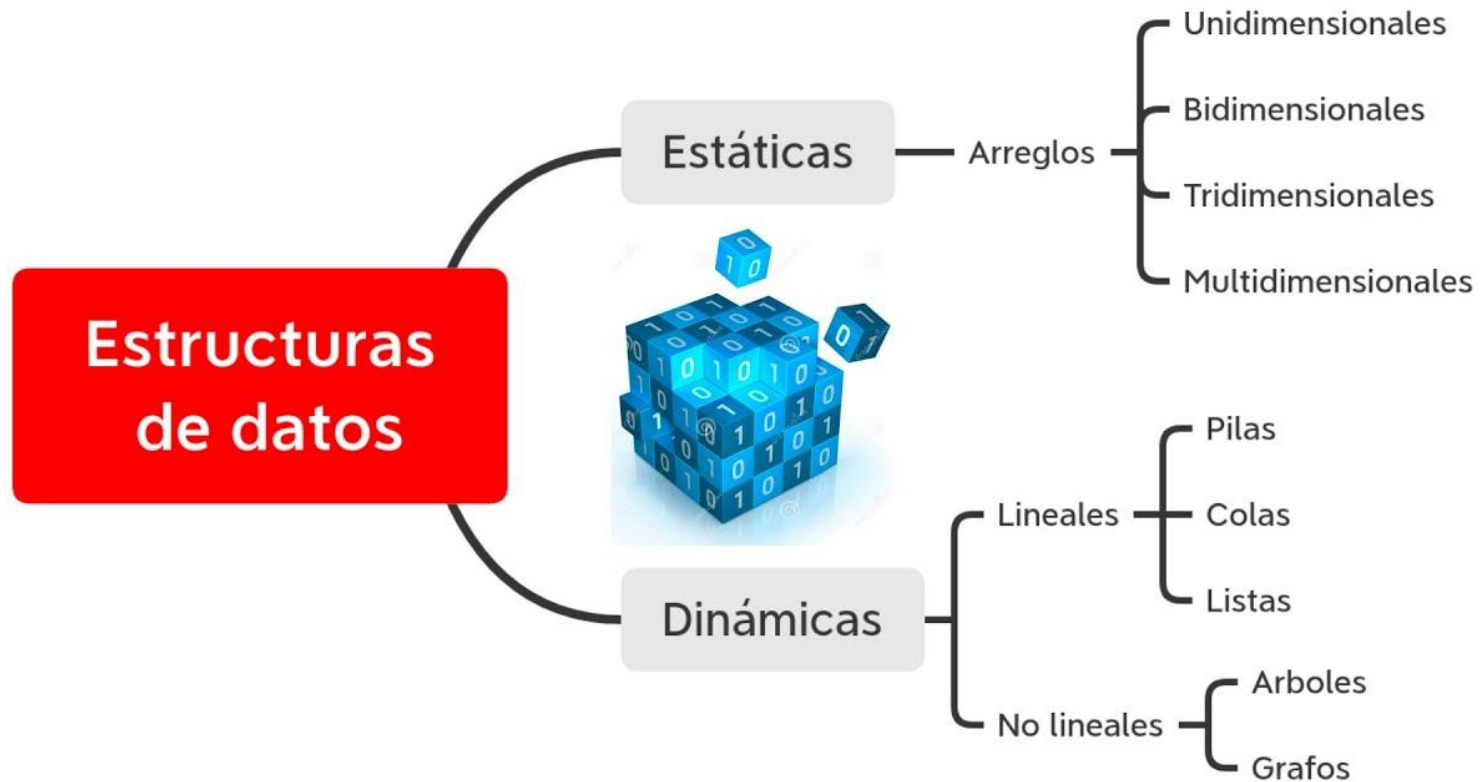 Estructuras
de datos
Estáticas
Arreglos
Unidimensionales
Bidimensionales
Tridimensionales
Multidimensionales
Dinámicas
Lineales
Pilas
Colas
Listas
No lineales
Arboles
Grafos